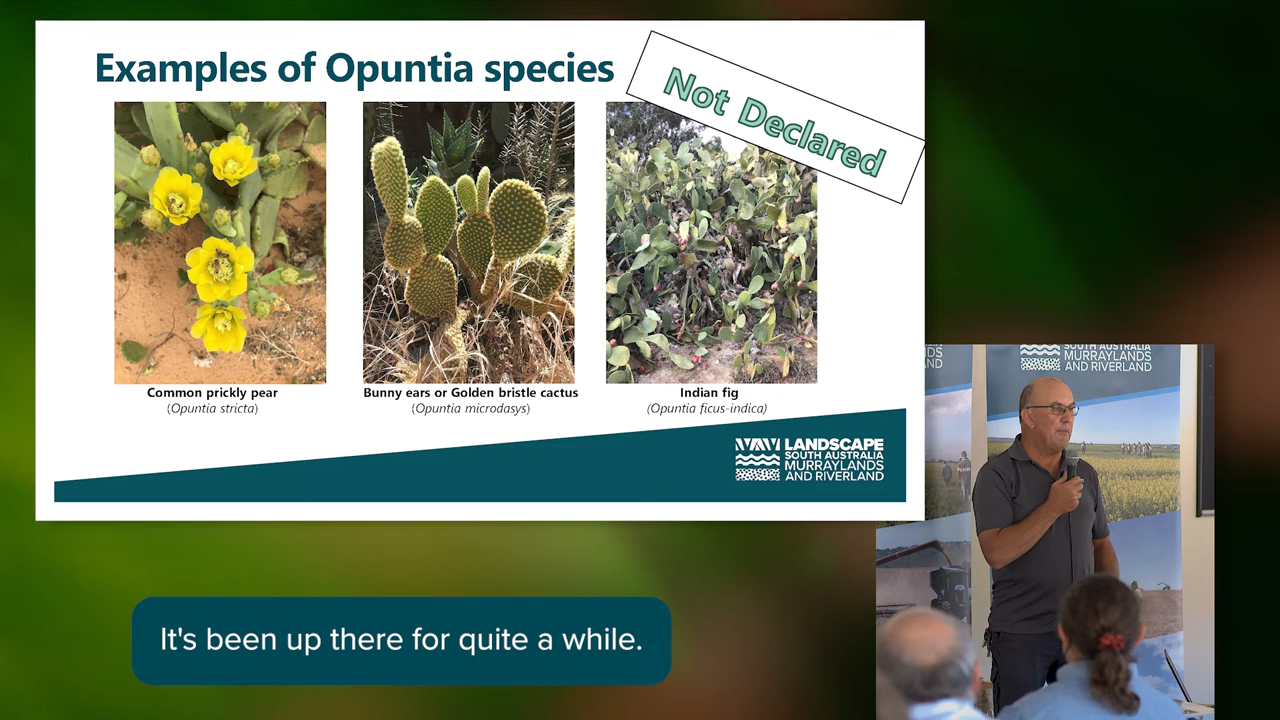 Examples of Opuntia species
Not Declared
Common prickly pear
(Opuntia stricta)
Bunny ears or Golden bristle cactus
(Opuntia microdasys)
Indian fig
(Opuntia ficus-indica)
LANDSCAPE
SOUTH AUSTRALIA
MURRAYLANDS
AND RIVERLAND
SOUTH AUSTRALIA
MURRAYLANDS
AND RIVERLAND
NDS
AND
It's been up there for quite a while.